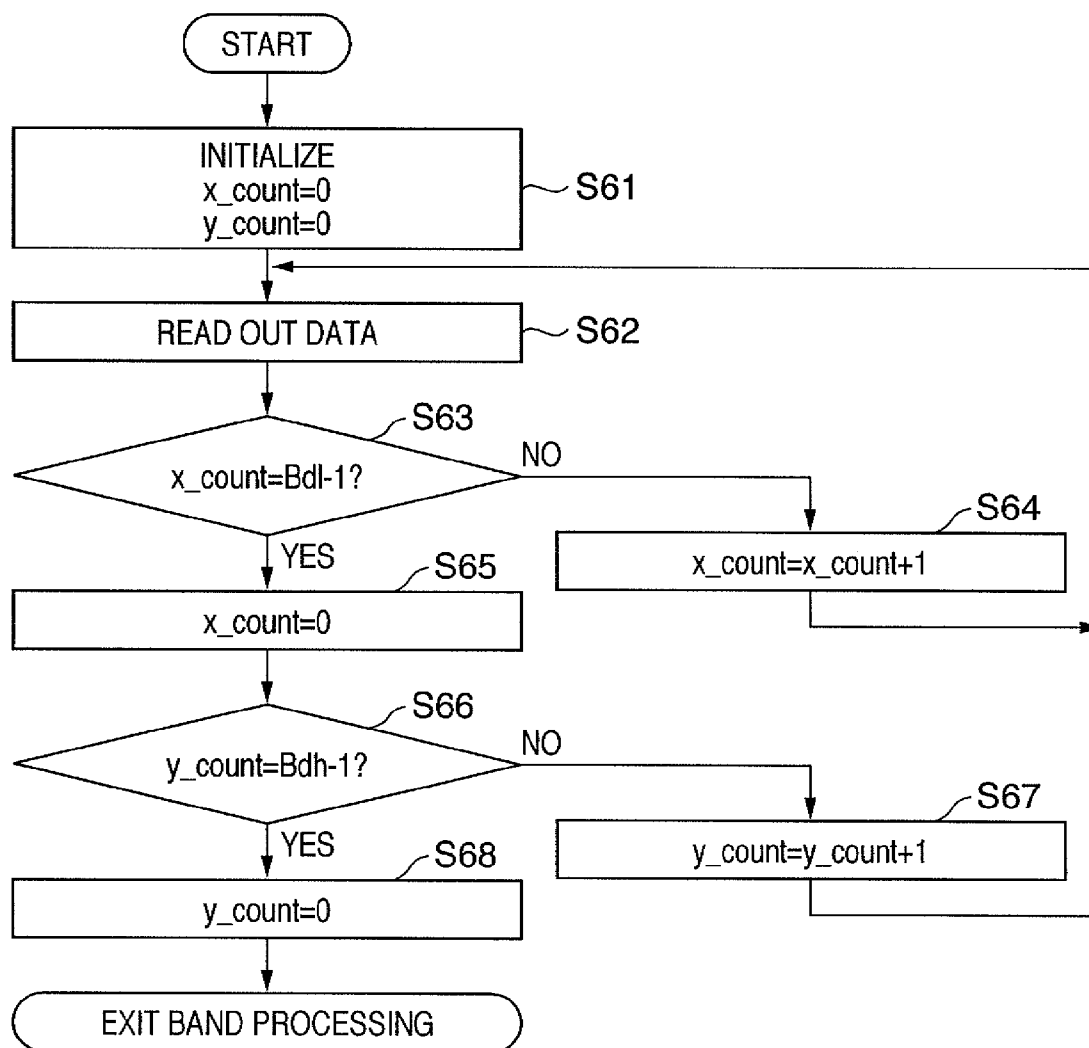 START
INITIALIZE
x_count=0
y_count=0
S61
READ OUT DATA
S62
S63
x_count=Bdl-1?
NO
YES
S64
x_count=x_count+1
S65
x_count=0
S66
y_count=Bdh-1?
NO
YES
S67
y_count=y_count+1
S68
y_count=0
EXIT BAND PROCESSING